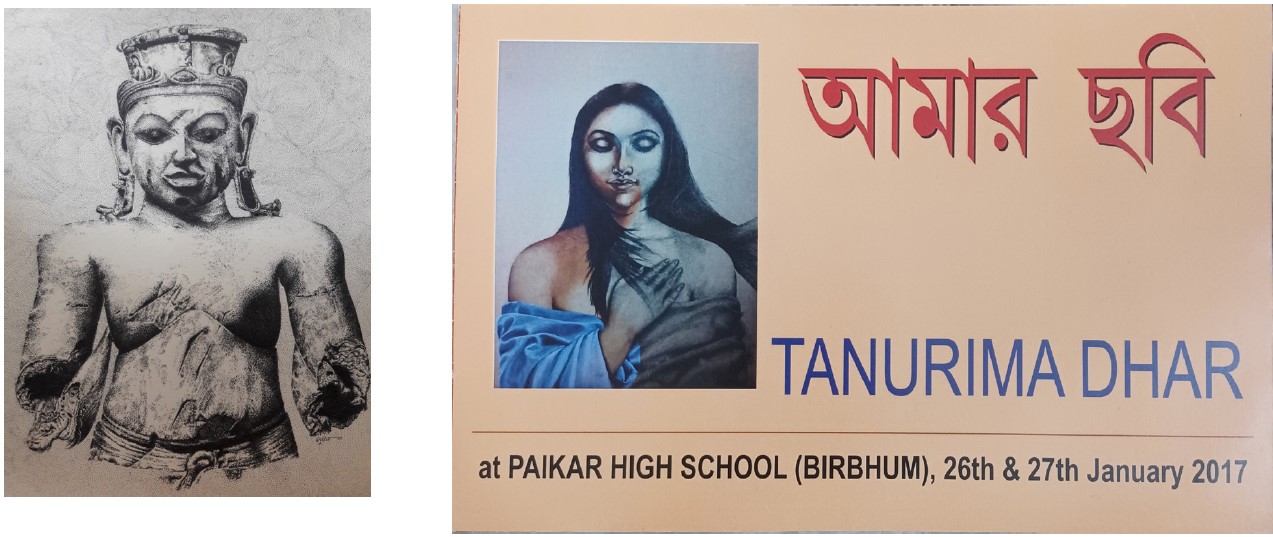 আমার ছবি
TANURIMA DHAR
at PAIKAR HIGH SCHOOL (BIRBHUM), 26th & 27th January 2017